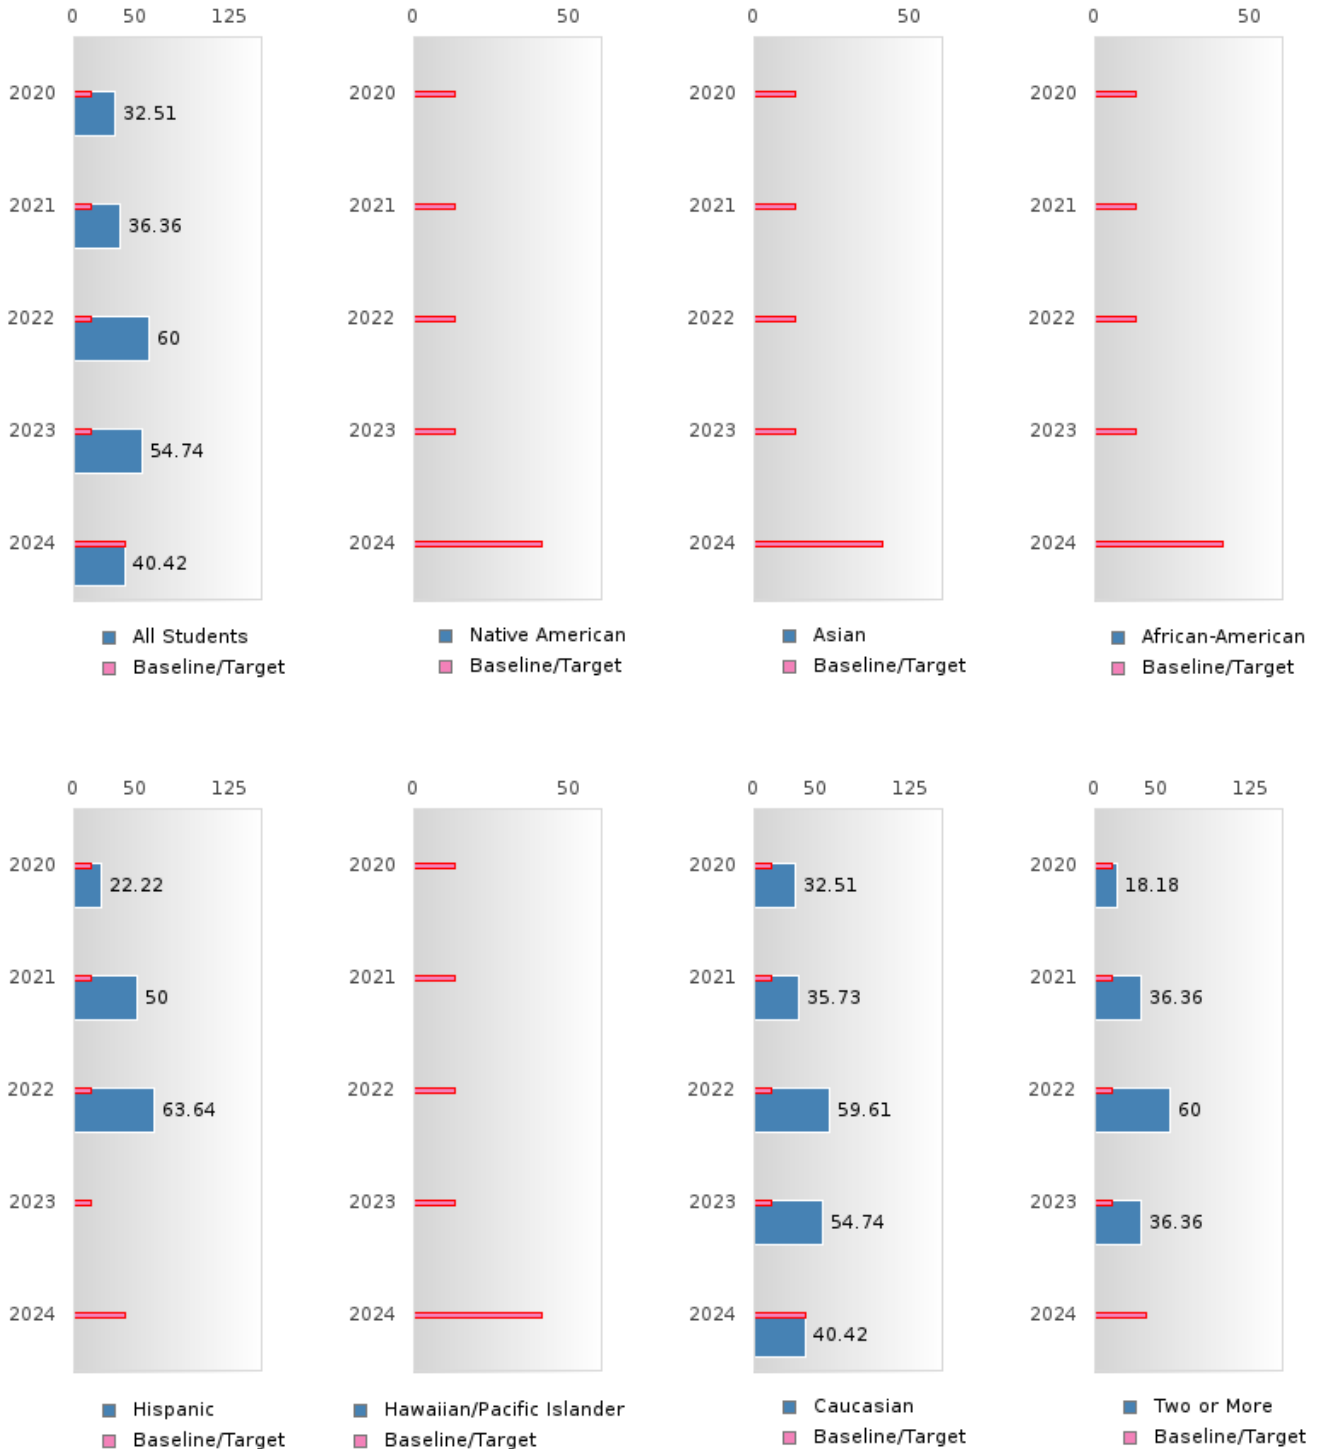 0 50 125
2020 32.51
2021 36.36
2022 60
2023 54.74
2024 40.42
All Students
Baseline/Target
0 50
2020
2021
2022
2023
2024
Native American
Baseline/Target
0 50
2020
2021
2022
2023
2024
Asian
Baseline/Target
0 50
2020
2021
2022
2023
2024
African-American
Baseline/Target
0 50 125
2020 22.22
2021 50
2022 63.64
2023
2024
Hispanic
Baseline/Target
0 50
2020
2021
2022
2023
2024
Hawaiian/Pacific Islander
Baseline/Target
0 50 125
2020 32.51
2021 35.73
2022 59.61
2023 54.74
2024 40.42
Caucasian
Baseline/Target
0 50 125
2020 18.18
2021 36.36
2022 60
2023 36.36
2024
Two or More
Baseline/Target